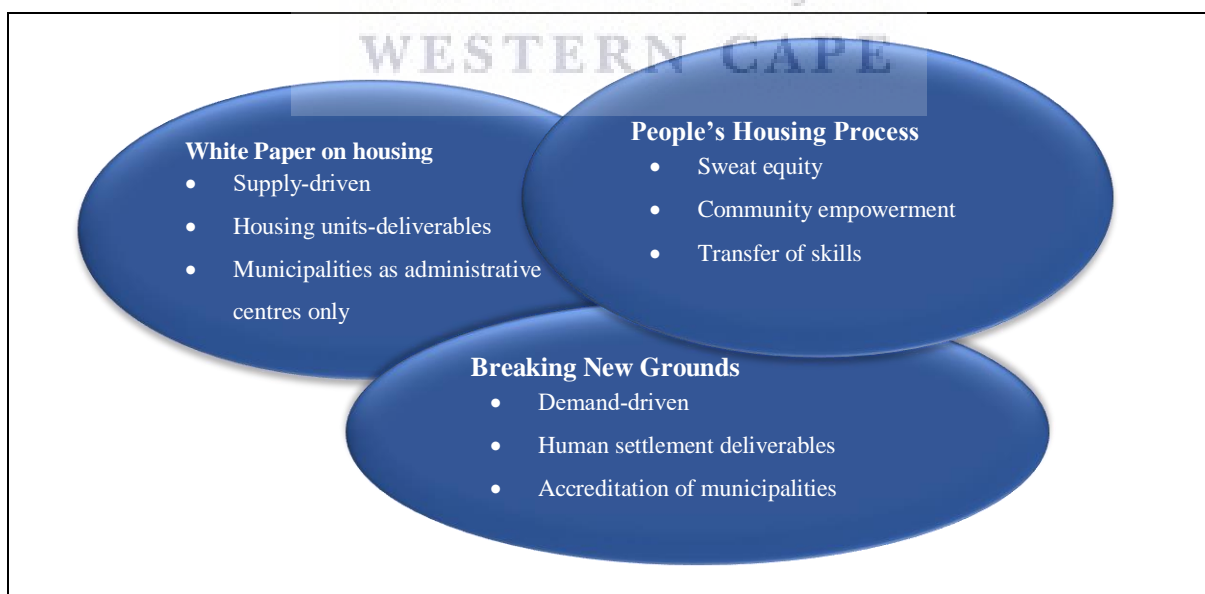 WESTERN CAPE
White Paper on housing
• Supply-driven
• Housing units-deliverables
• Municipalities as administrative
centres only
People’s Housing Process
• Sweat equity
• Community empowerment
• Transfer of skills
Breaking New Grounds
• Demand-driven
• Human settlement deliverables
• Accreditation of municipalities